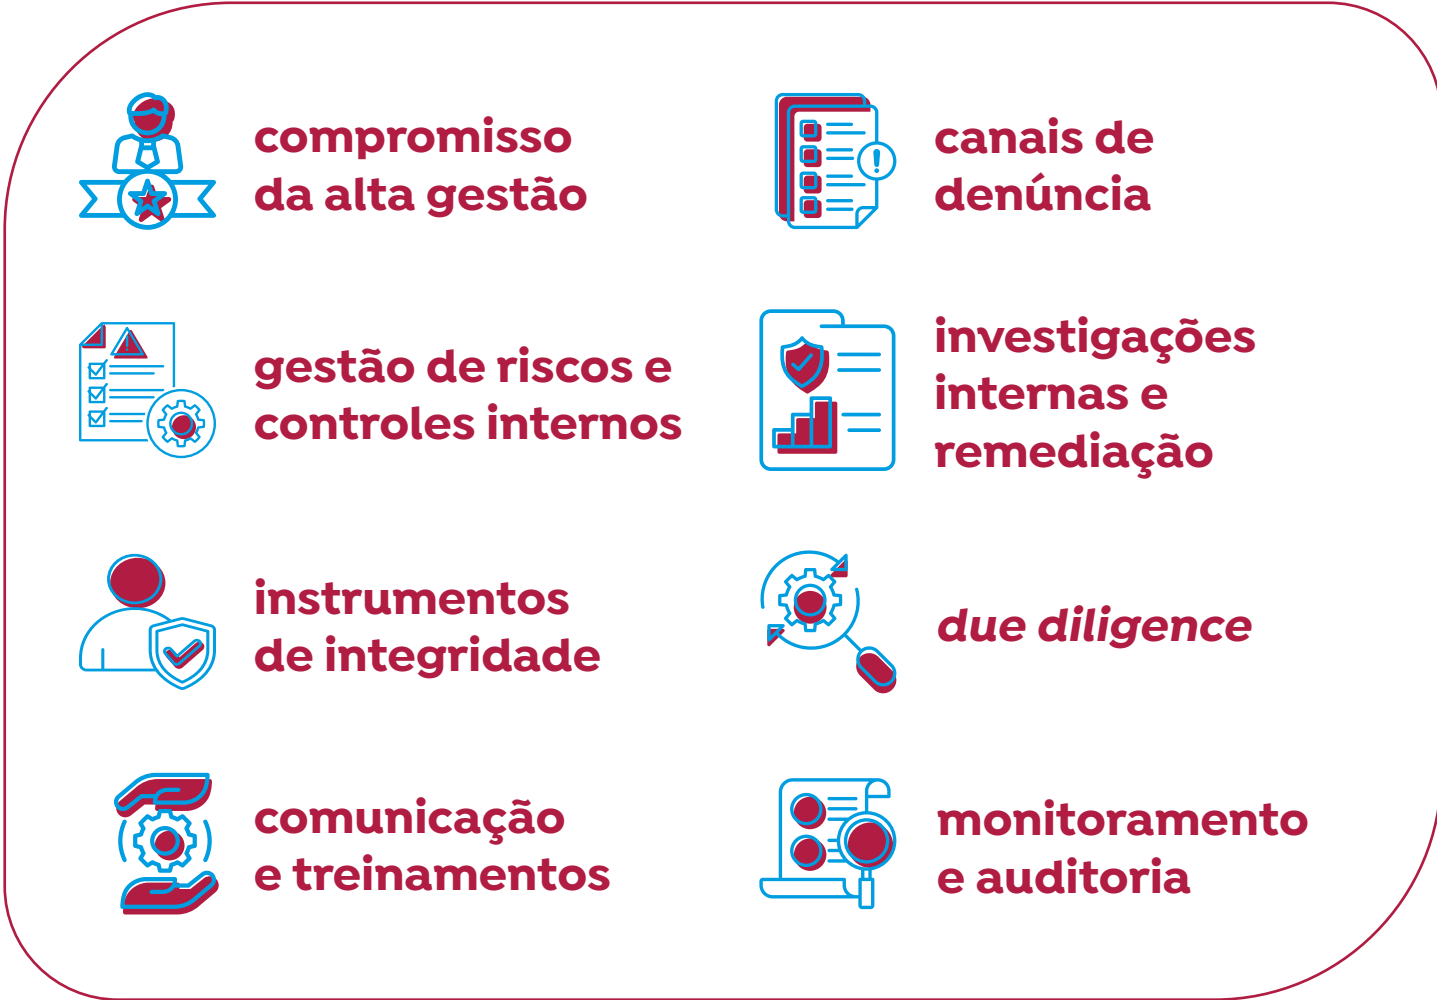 compromisso
da alta gestão
gestão de riscos e
controles internos
instrumentos
de integridade
comunicação
e treinamentos
canais de
denúncia
investigações
internas e
remediação
due diligence
monitoramento
e auditoria